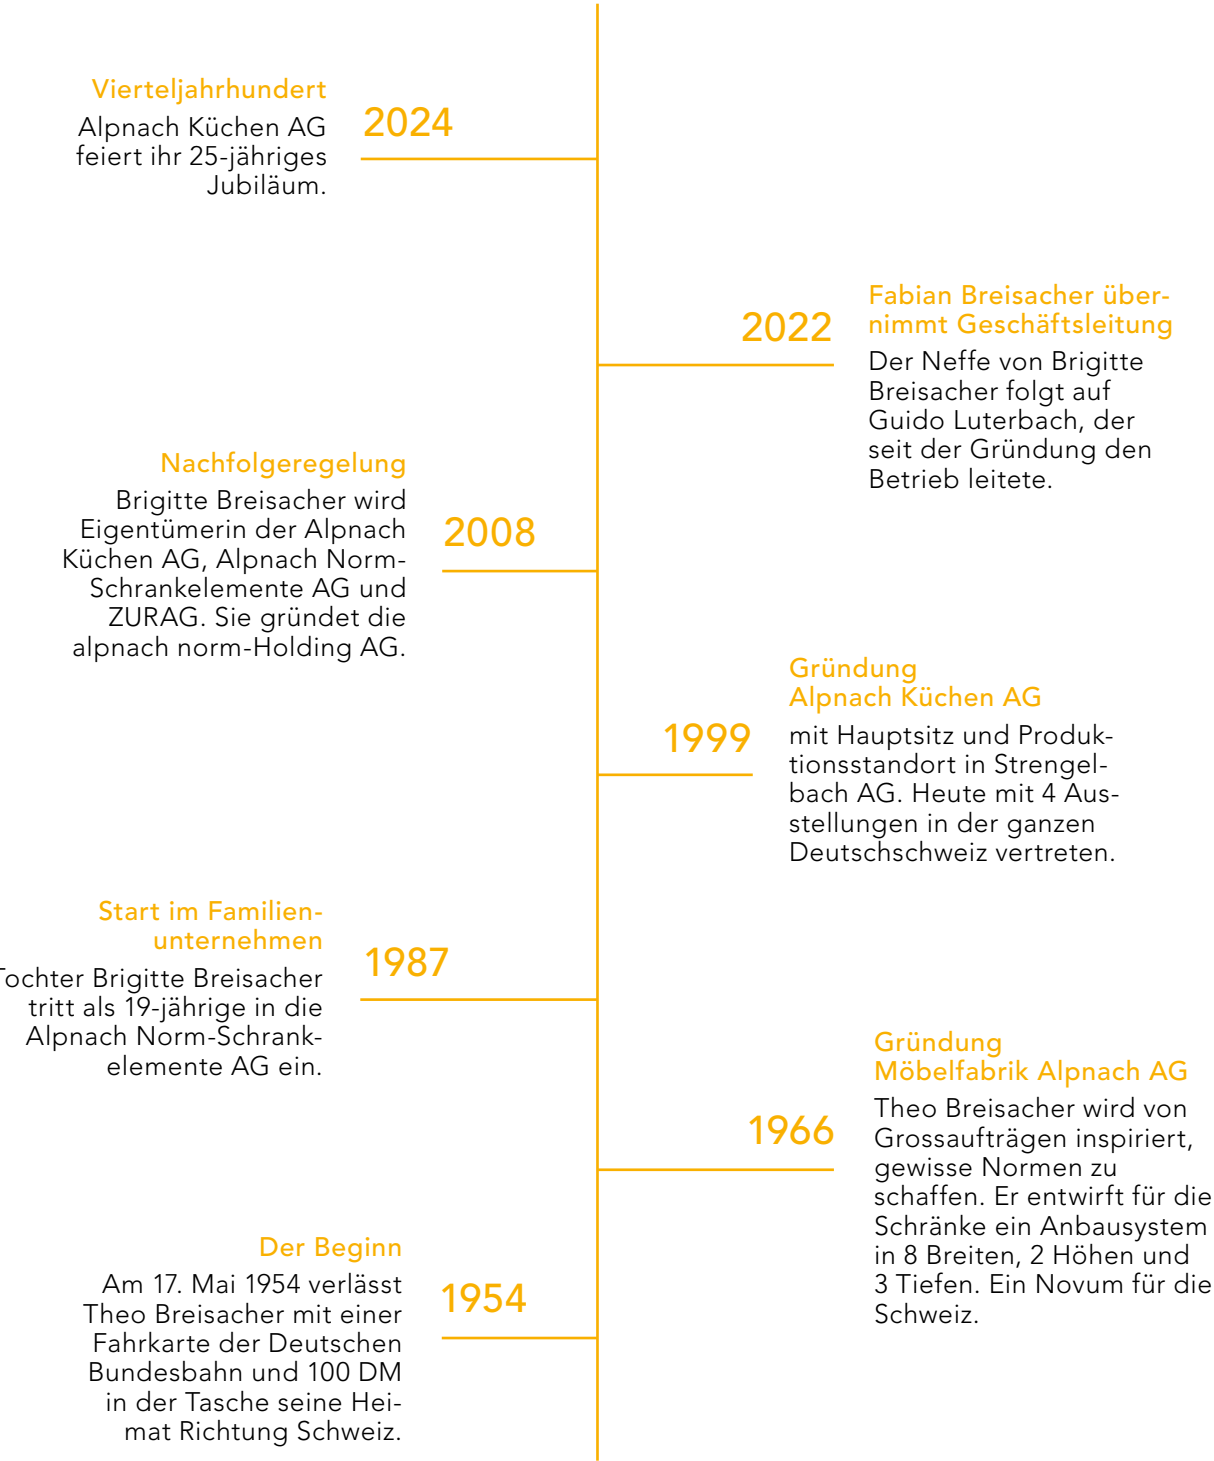 Vierteljahrhundert
Alpnach Küchen AG
feiert ihr 25-jähriges
Jubiläum.
2024
Fabian Breisacher über-
nimmt Geschäftsleitung
2022
Der Neffe von Brigitte
Breisacher folgt auf
Guido Luterbach, der
seit der Gründung den
Betrieb leitete.
Nachfolgeregelung
Brigitte Breisacher wird
Eigentümerin der Alpnach
Küchen AG, Alpnach Norm-
Schrankelemente AG und
ZURAG. Sie gründet die
alpnach norm-Holding AG.
2008
Gründung
Alpnach Küchen AG
1999
mit Hauptsitz und Produk-
tionsstandort in Strengel-
bach AG. Heute mit 4 Aus-
stellungen in der ganzen
Deutschschweiz vertreten.
Start im Familien-
unternehmen
1987
Tochter Brigitte Breisacher
tritt als 19-jährige in die
Alpnach Norm-Schrank-
elemente AG ein.
Gründung
Möbelfabrik Alpnach AG
1966
Theo Breisacher wird von
Grossaufträgen inspiriert,
gewisse Normen zu
schaffen. Er entwirft für die
Schränke ein Anbausystem
in 8 Breiten, 2 Höhen und
3 Tiefen. Ein Novum für die
Schweiz.
Der Beginn
1954
Am 17. Mai 1954 verlässt
Theo Breisacher mit einer
Fahrkarte der Deutschen
Bundesbahn und 100 DM
in der Tasche seine Hei-
mat Richtung Schweiz.